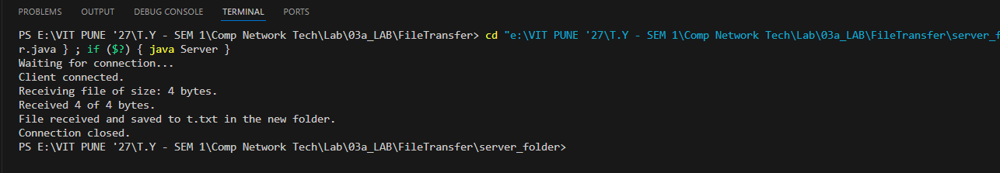 PROBLEMS OUTPUT DEBUG CONSOLE TERMINAL PORTS
PS E:\VIT PUNE '27\T.Y - SEM 1\Comp Network Tech\Lab\03a_LAB\FileTransfer> cd "e:\VIT PUNE '27\T.Y - SEM 1\Comp Network Tech\Lab\03a_LAB\FileTransfer\server_f
r.java } ; if ($?) { java Server }
Waiting for connection...
Client connected.
Receiving file of size: 4 bytes.
Received 4 of 4 bytes.
File received and saved to t.txt in the new folder.
Connection closed.
PS E:\VIT PUNE '27\T.Y - SEM 1\Comp Network Tech\Lab\03a_LAB\FileTransfer\server_folder>